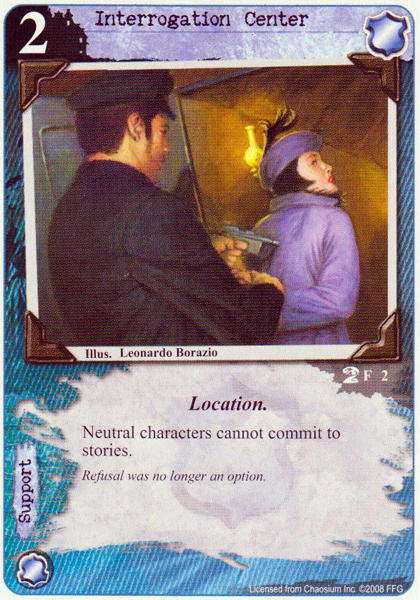 2
Interrogation Center
Illus. Leonardo Borazio
F 2
Location.
Neutral characters cannot commit to
stories.
Refusal was no longer an option.
Support
Licensed from Chaosium Inc. ©2008 FFG